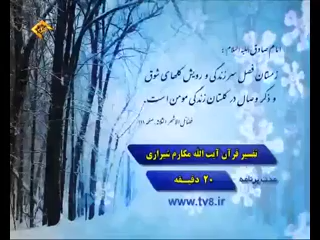 امام صادق علیه السلام :
زمستان فصل سرزندگی و رویش گلهای شوق
و ذکر وصال در گلستان زندگی مومن است.
تفسیر قرآن آیت الله مکارم شیرازی
مدت برنامه
۲۰ دقیقه
www.tv8.ir